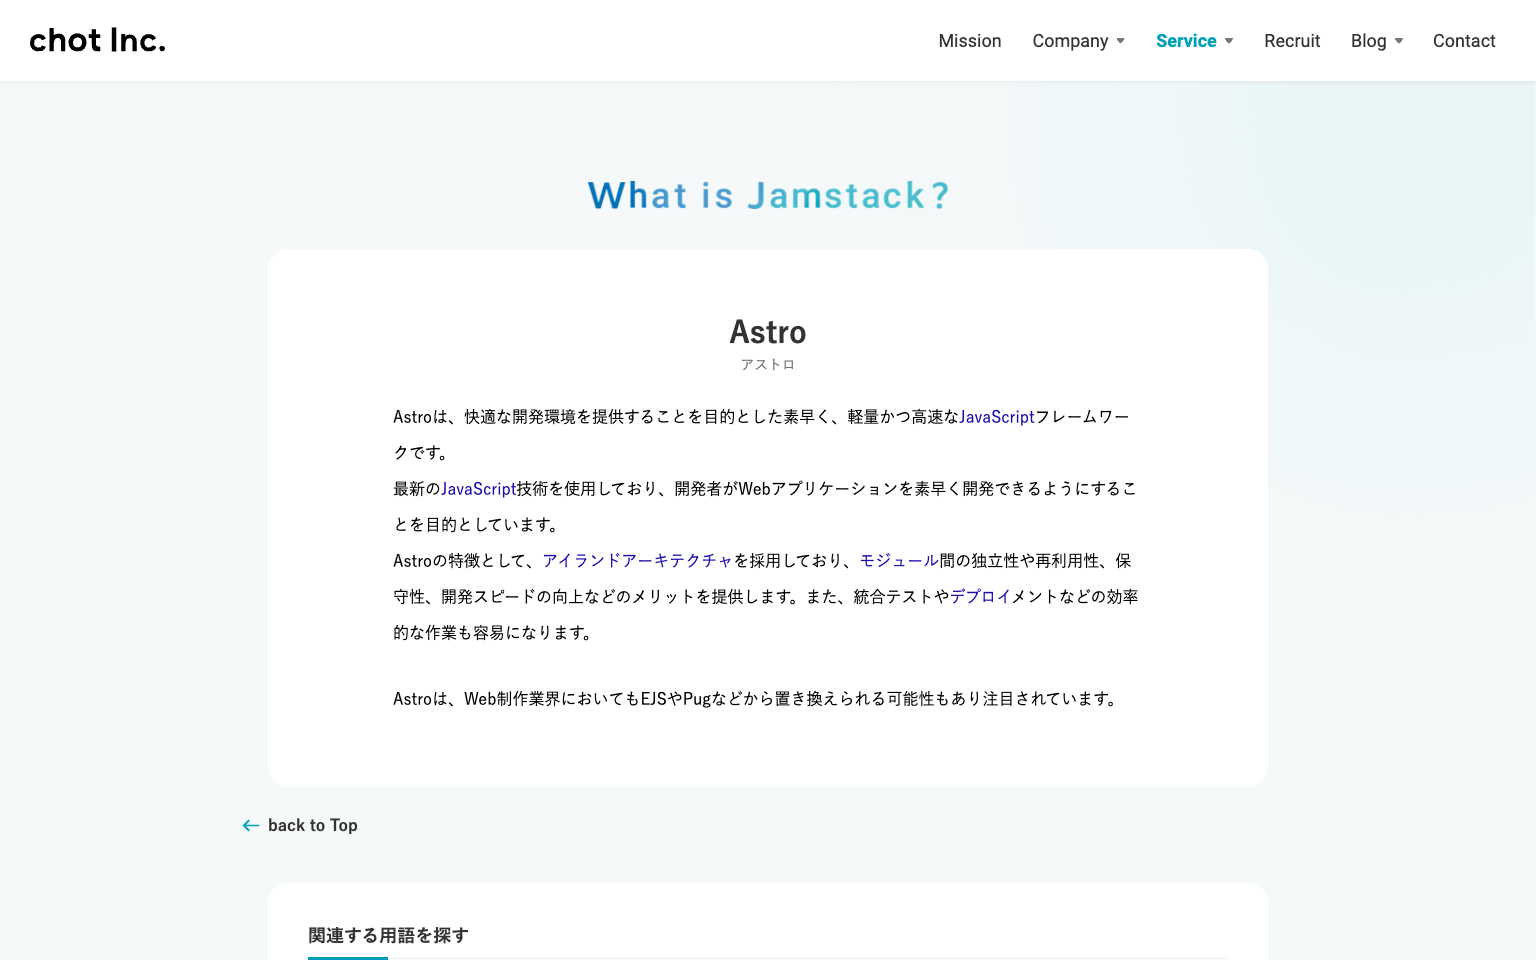 chot Inc.
Mission
Company
Service
Recruit
Blog
Contact
What is Jamstack?
Astro
アストロ
Astroは、快適な開発環境を提供することを目的とした素早く、軽量かつ高速なJavaScriptフレームワー
クです。
最新のJavaScript技術を使用しており、開発者がWebアプリケーションを素早く開発できるようにするこ
とを目的としています。
Astroの特徴として、アイランドアーキテクチャを採用しており、モジュール間の独立性や再利用性、保
守性、開発スピードの向上などのメリットを提供します。また、統合テストやデプロイメントなどの効率
的な作業も容易になります。
Astroは、Web制作業界においてもEJSやPugなどから置き換えられる可能性もあり注目されています。
back to Top
関連する用語を探す